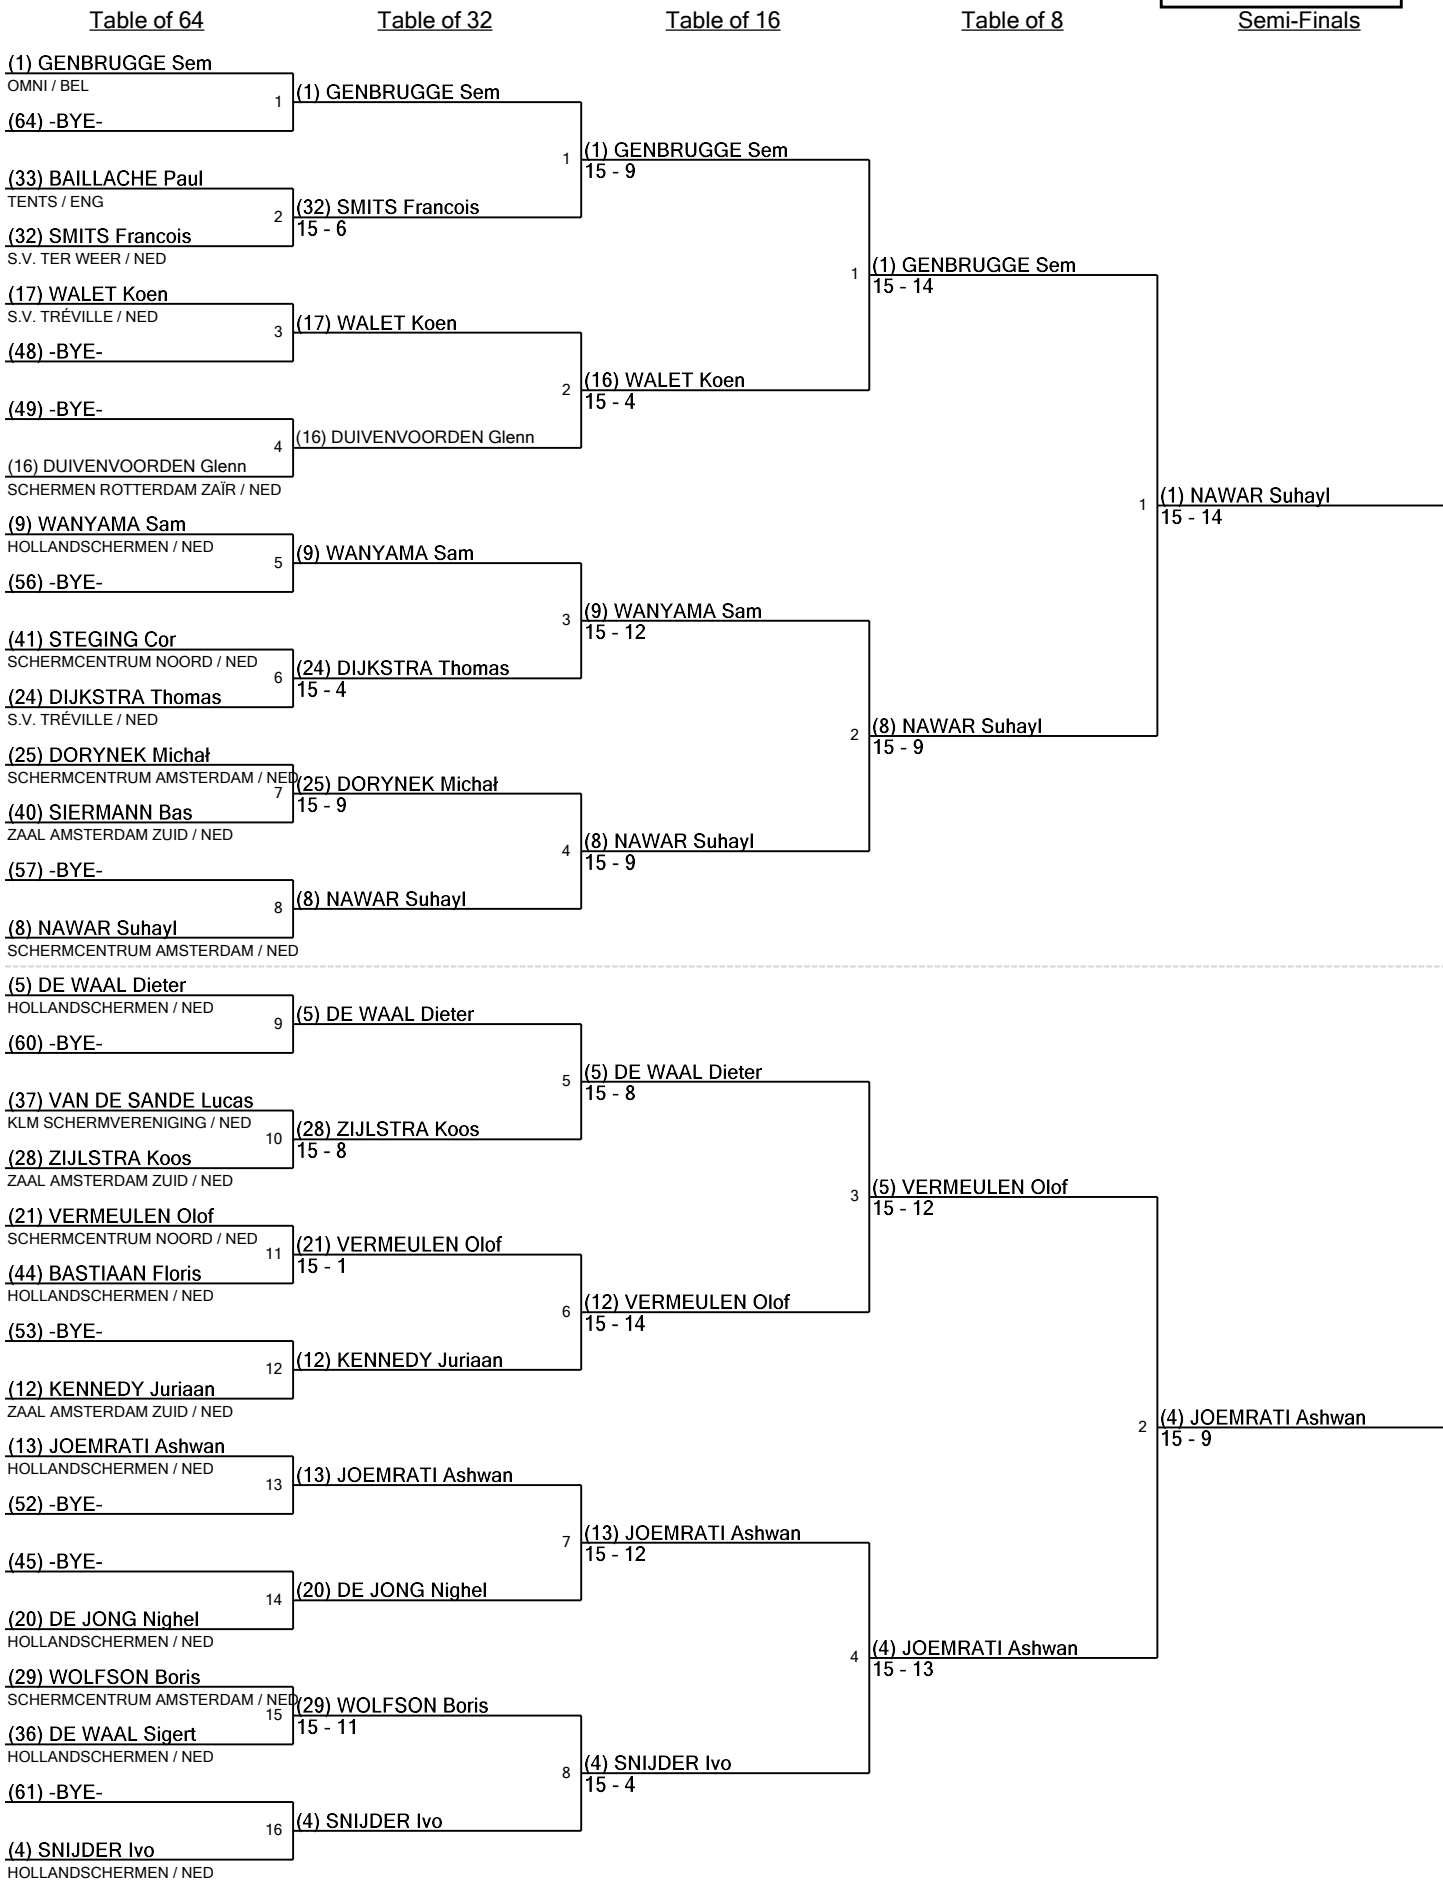 Table of 64
Table of 32
Table of 16
Table of 8
Semi-Finals
(1) GENBRUGGE Sem
OMNI / BEL
1
(64) -BYE-
(33) BAILLACHE Paul
TENTS / ENG
2
(32) SMITS Francois
S.V. TER WEER / NED
(17) WALET Koen
S.V. TRÉVILLE / NED
3
(48) -BYE-
(49) -BYE-
4
(16) DUIVENVOORDEN Glenn
SCHERMEN ROTTERDAM ZAÏR / NED
(9) WANYAMA Sam
HOLLANDSCHERMEN / NED
5
(56) -BYE-
(41) STEGING Cor
SCHERMCENTRUM NOORD / NED
6
(24) DIJKSTRA Thomas
S.V. TRÉVILLE / NED
(25) DORYNEK Michał
SCHERMCENTRUM AMSTERDAM / NED
7
(40) SIERMANN Bas
ZAAL AMSTERDAM ZUID / NED
(57) -BYE-
8
(8) NAWAR Suhayl
SCHERMCENTRUM AMSTERDAM / NED
(5) DE WAAL Dieter
HOLLANDSCHERMEN / NED
9
(60) -BYE-
(37) VAN DE SANDE Lucas
KLM SCHERMVERENIGING / NED
10
(28) ZIJLSTRA Koos
ZAAL AMSTERDAM ZUID / NED
(21) VERMEULEN Olof
SCHERMCENTRUM NOORD / NED
11
(44) BASTIAAN Floris
HOLLANDSCHERMEN / NED
(53) -BYE-
12
(12) KENNEDY Juriaan
ZAAL AMSTERDAM ZUID / NED
(13) JOEMRATI Ashwan
HOLLANDSCHERMEN / NED
13
(52) -BYE-
(45) -BYE-
14
(20) DE JONG Nighel
HOLLANDSCHERMEN / NED
(29) WOLFSON Boris
SCHERMCENTRUM AMSTERDAM / NED
15
(36) DE WAAL Sigert
HOLLANDSCHERMEN / NED
(61) -BYE-
16
(4) SNIJDER Ivo
HOLLANDSCHERMEN / NED
(1) GENBRUGGE Sem
1
(32) SMITS Francois
15 - 6
(17) WALET Koen
2
(16) DUIVENVOORDEN Glenn
(9) WANYAMA Sam
3
(24) DIJKSTRA Thomas
15 - 4
(25) DORYNEK Michał
15 - 9
4
(8) NAWAR Suhayl
(5) DE WAAL Dieter
5
(28) ZIJLSTRA Koos
15 - 8
(21) VERMEULEN Olof
15 - 1
6
(12) KENNEDY Juriaan
(13) JOEMRATI Ashwan
7
(20) DE JONG Nighel
(29) WOLFSON Boris
15 - 11
8
(4) SNIJDER Ivo
(1) GENBRUGGE Sem
15 - 9
1
(16) WALET Koen
15 - 4
(9) WANYAMA Sam
15 - 12
2
(8) NAWAR Suhayl
15 - 9
(5) DE WAAL Dieter
15 - 8
3
(12) VERMEULEN Olof
15 - 14
(13) JOEMRATI Ashwan
15 - 12
4
(4) SNIJDER Ivo
15 - 4
(1) GENBRUGGE Sem
15 - 14
1
(8) NAWAR Suhayl
15 - 9
(5) VERMEULEN Olof
15 - 12
2
(4) JOEMRATI Ashwan
15 - 13
(1) NAWAR Suhayl
15 - 14
(4) JOEMRATI Ashwan
15 - 9